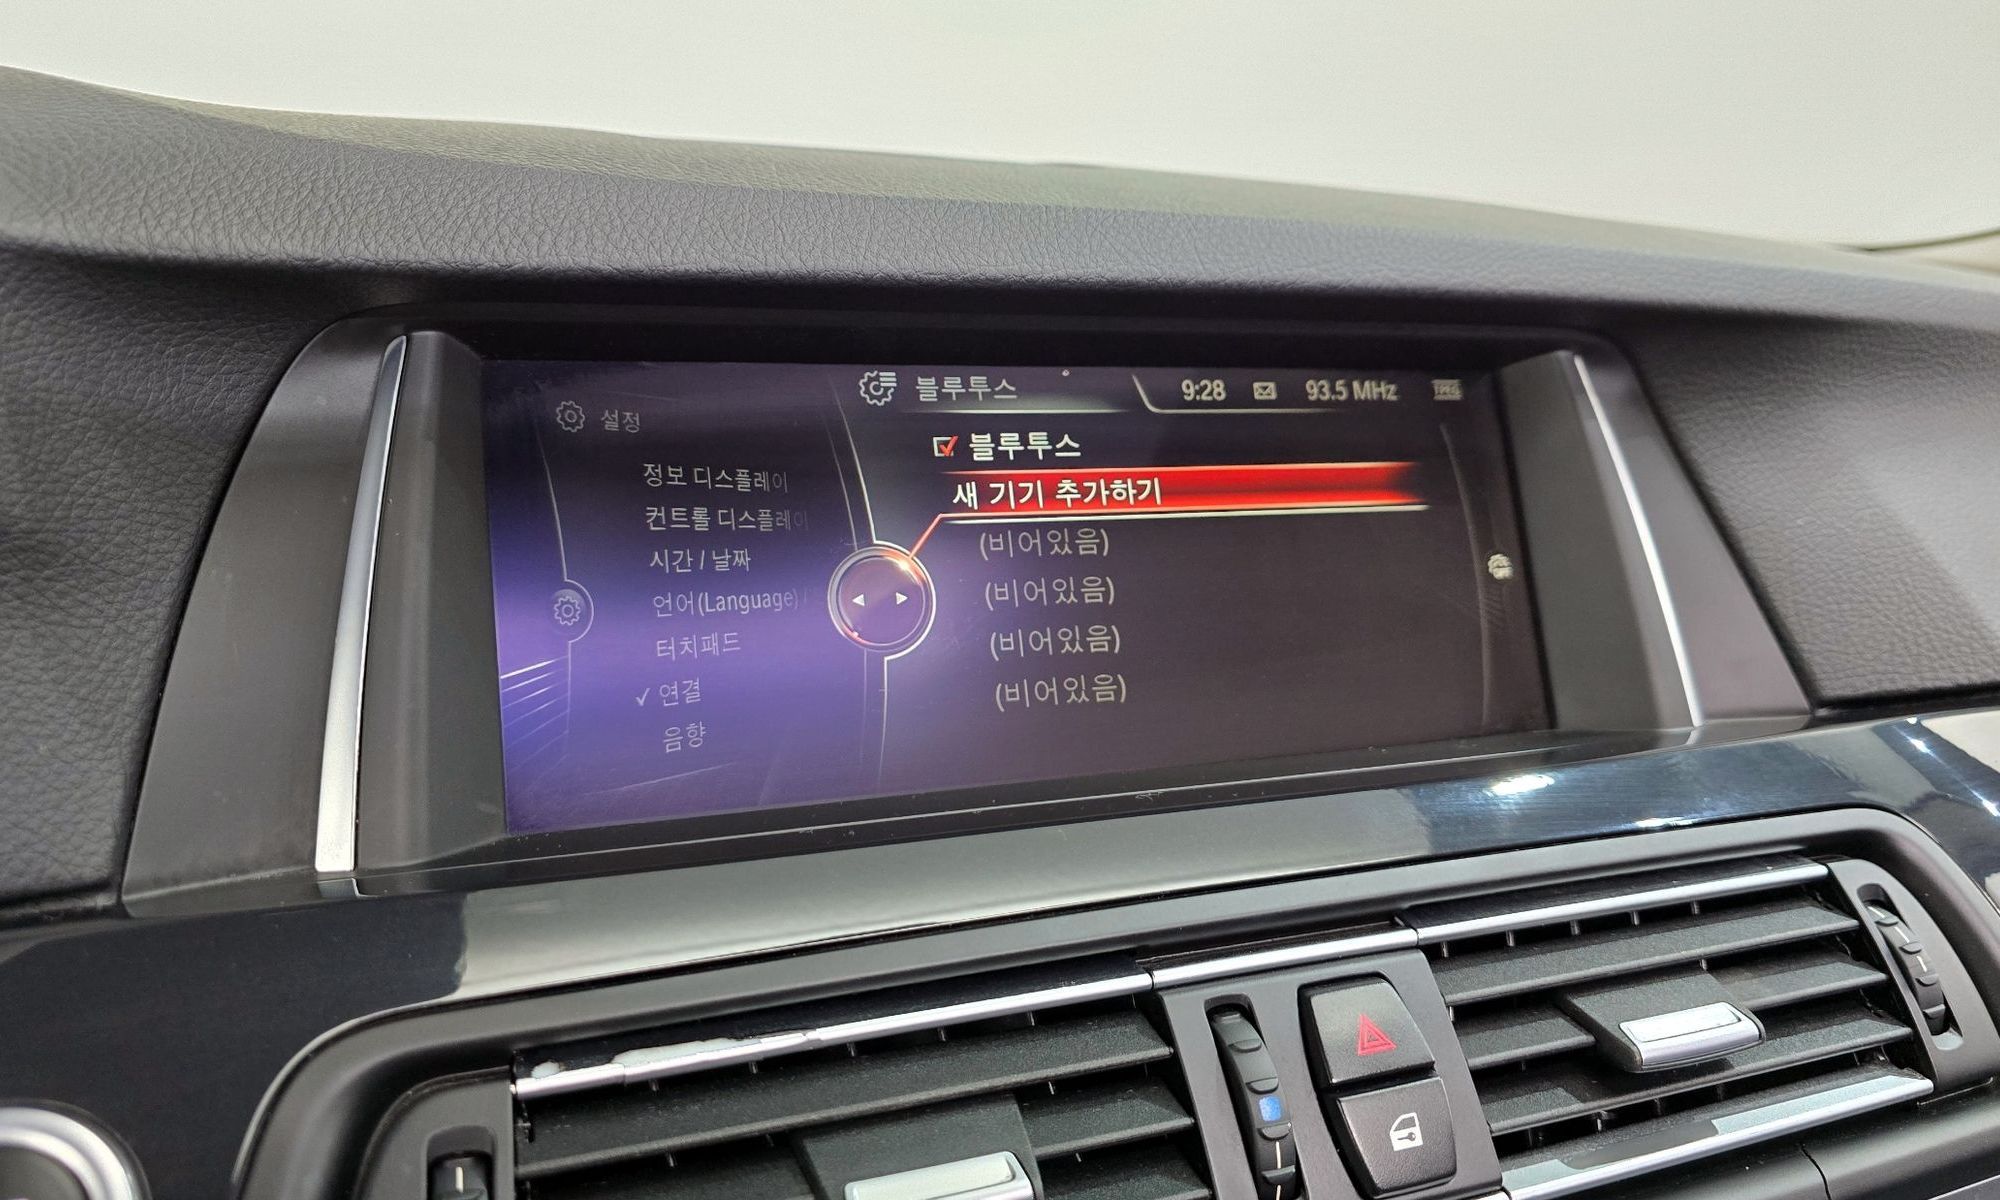 블루투스 9:28 93.5 MHz
설정
정보 디스플레이
컨트롤 디스플레이
시간 / 날짜
언어(Language) /
터치패드
✓ 연결
음향
블루투스
새 기기 추가하기
(비어있음)
(비어있음)
(비어있음)
(비어있음)